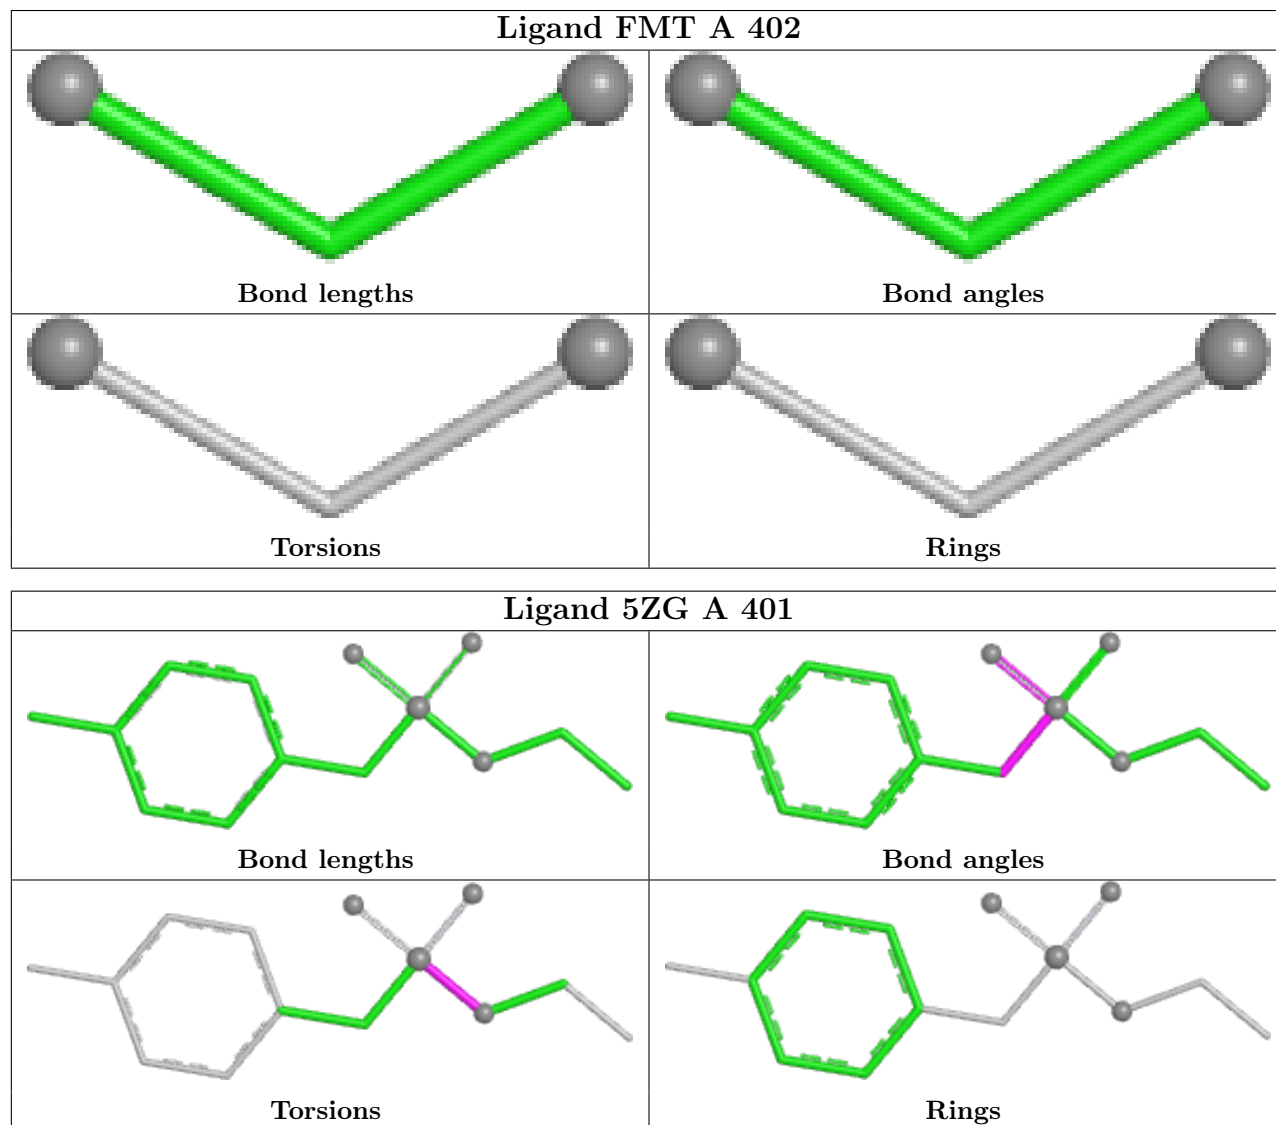 Ligand FMT A 402
Bond lengths
Bond angles
Torsions
Rings
Ligand 5ZG A 401
Bond lengths
Bond angles
Torsions
Rings